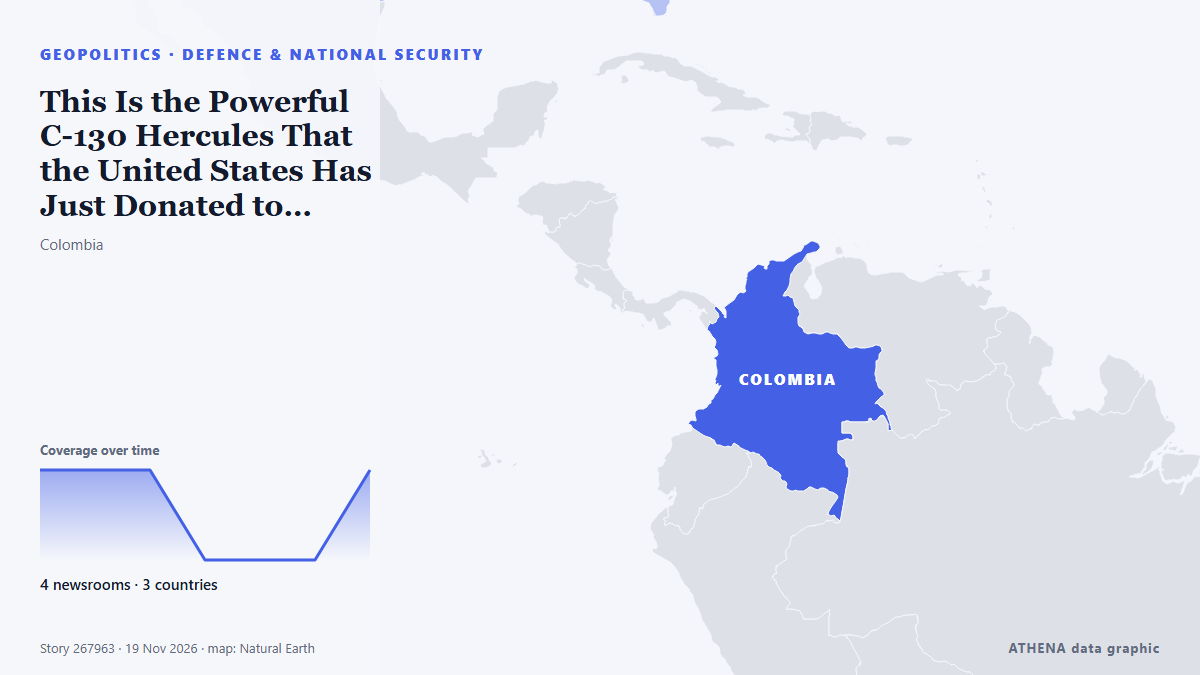 GEOPOLITICS · DEFENCE & NATIONAL SECURITY
This Is the Powerful
C-130 Hercules That
the United States Has
Just Donated to...
Colombia
COLOMBIA
Coverage over time
4 newsrooms · 3 countries
Story 267963 · 19 Nov 2026 · map: Natural Earth
ATHENA data graphic